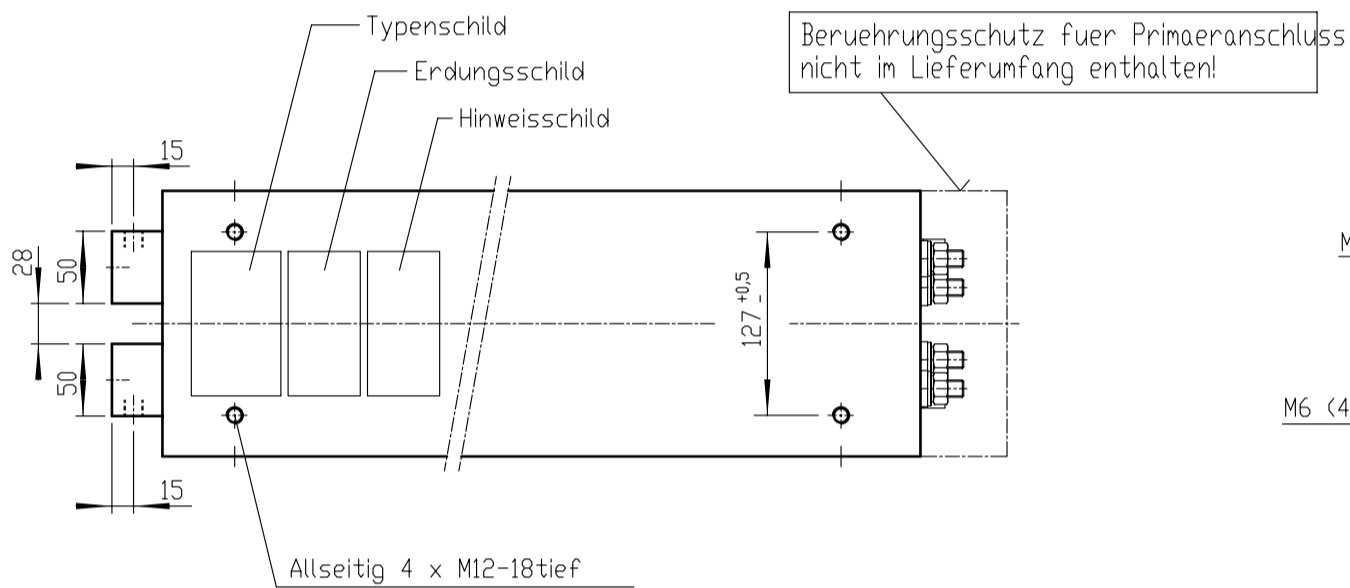 Typenschild
Erdungsschild
Hinweisschild
Beruehrungsschutz fuer Primaeranschluss
nicht im Lieferumfang enthalten!
15
28
50
50
127 +0,5
-
M
M6 (4
15
Allseitig 4 x M12-18tief